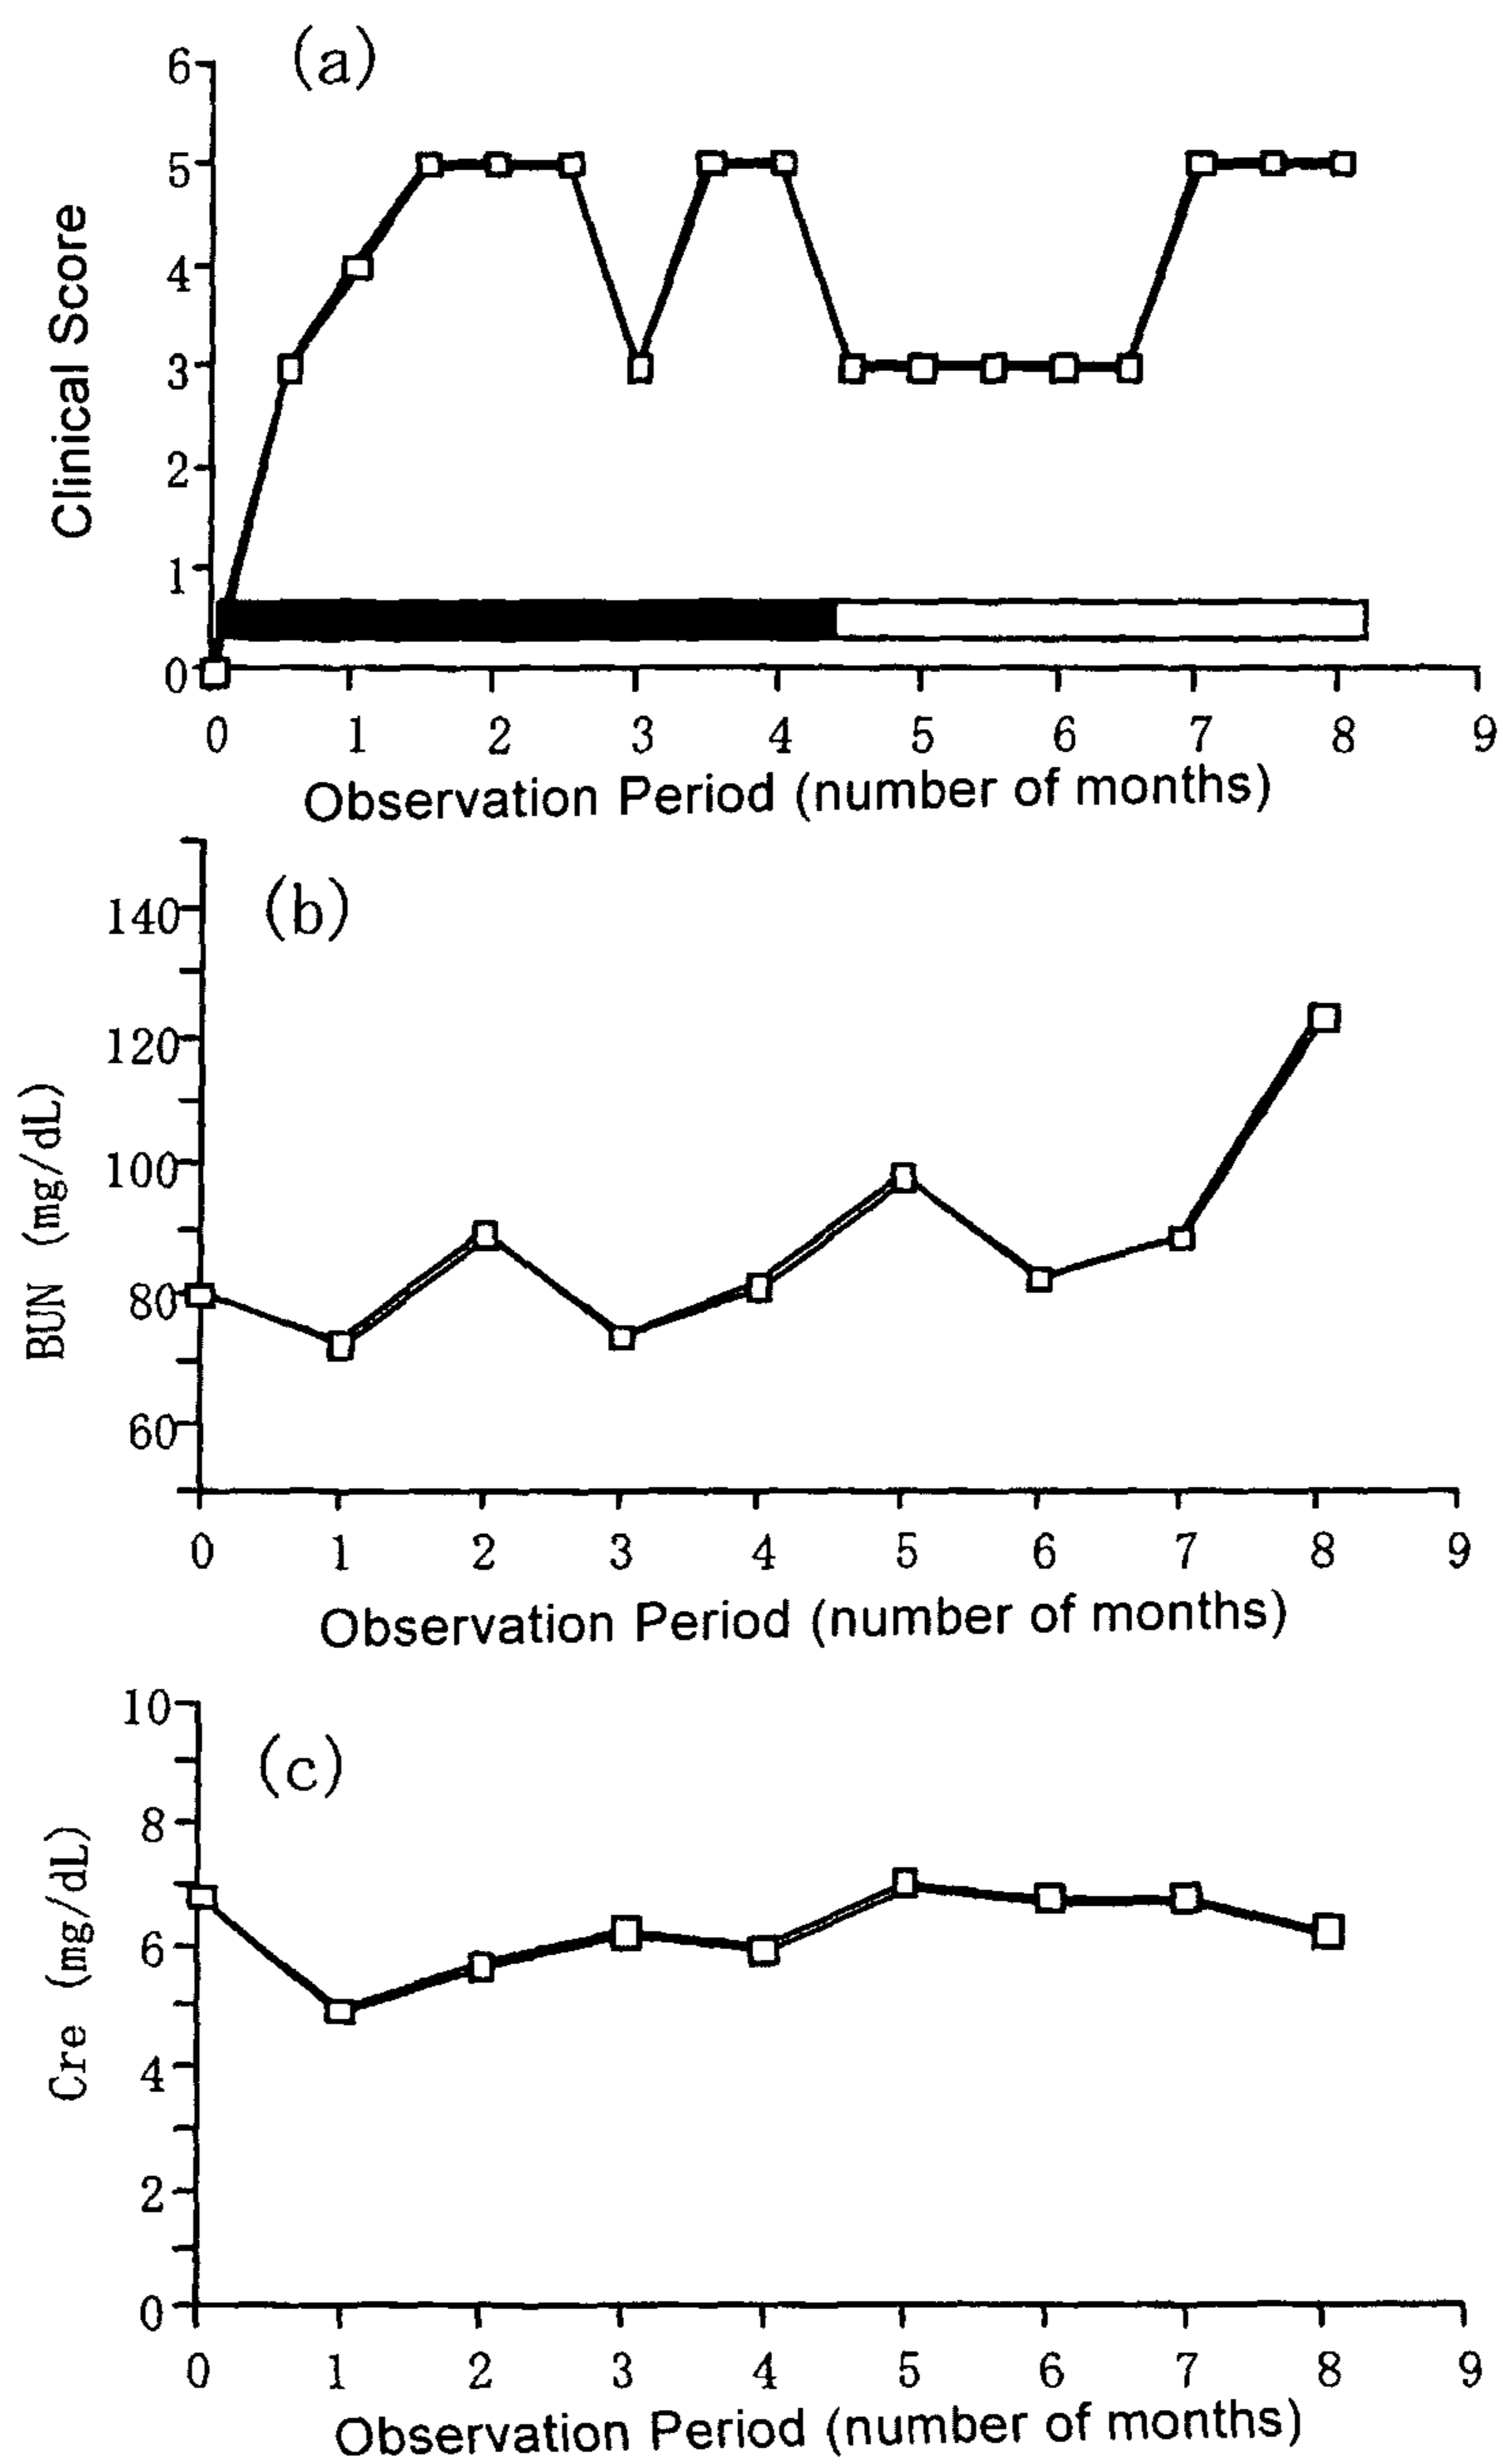 (a)
Clinical Score
6
5
4
3
2
1
0
0 1 2 3 4 5 6 7 8 9
Observation Period (number of months)
(b)
BUN (mg/dL)
140
120
100
80
60
0 1 2 3 4 5 6 7 8 9
Observation Period (number of months)
(c)
Cre (mg/dL)
10
8
6
4
2
0
0 1 2 3 4 5 6 7 8 9
Observation Period (number of months)